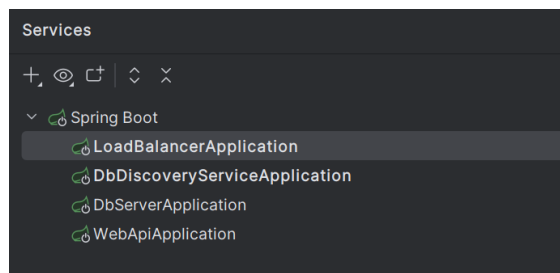 Services
Spring Boot
LoadBalancerApplication
DbDiscoveryServiceApplication
DbServerApplication
WebApiApplication